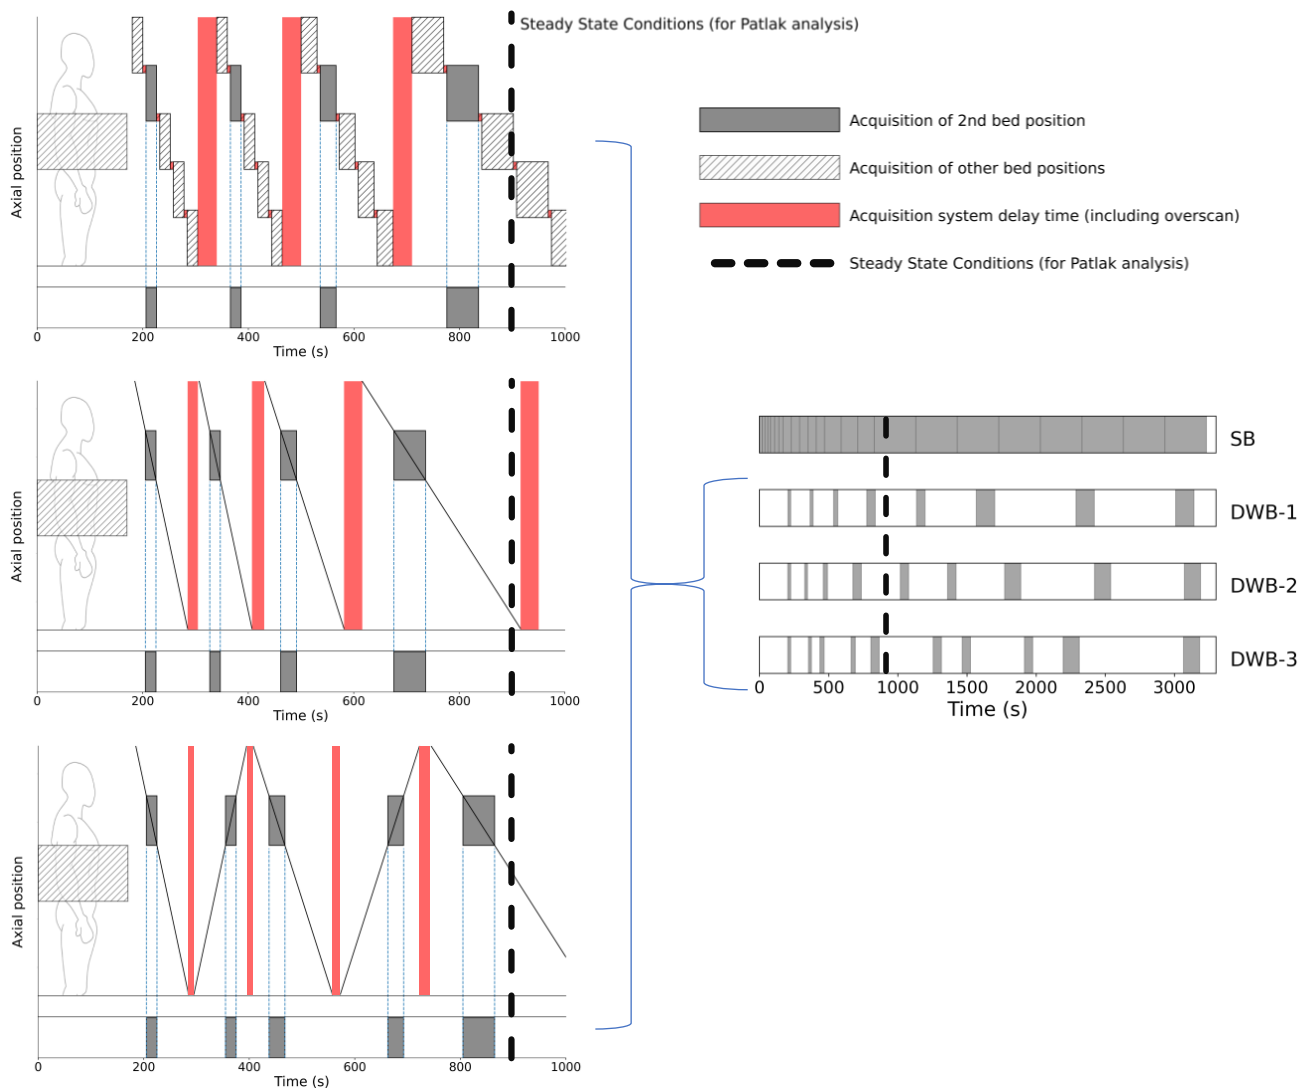 Steady State Conditions (for Patlak analysis)
Axial position
0 200 400 600 800 1000
Time (s)
Acquisition of 2nd bed position
Acquisition of other bed positions
Acquisition system delay time (including overscan)
Steady State Conditions (for Patlak analysis)
Axial position
0 200 400 600 800 1000
Time (s)
SB
DWB-1
DWB-2
DWB-3
0 500 1000 1500 2000 2500 3000
Time (s)
Axial position
0 200 400 600 800 1000
Time (s)